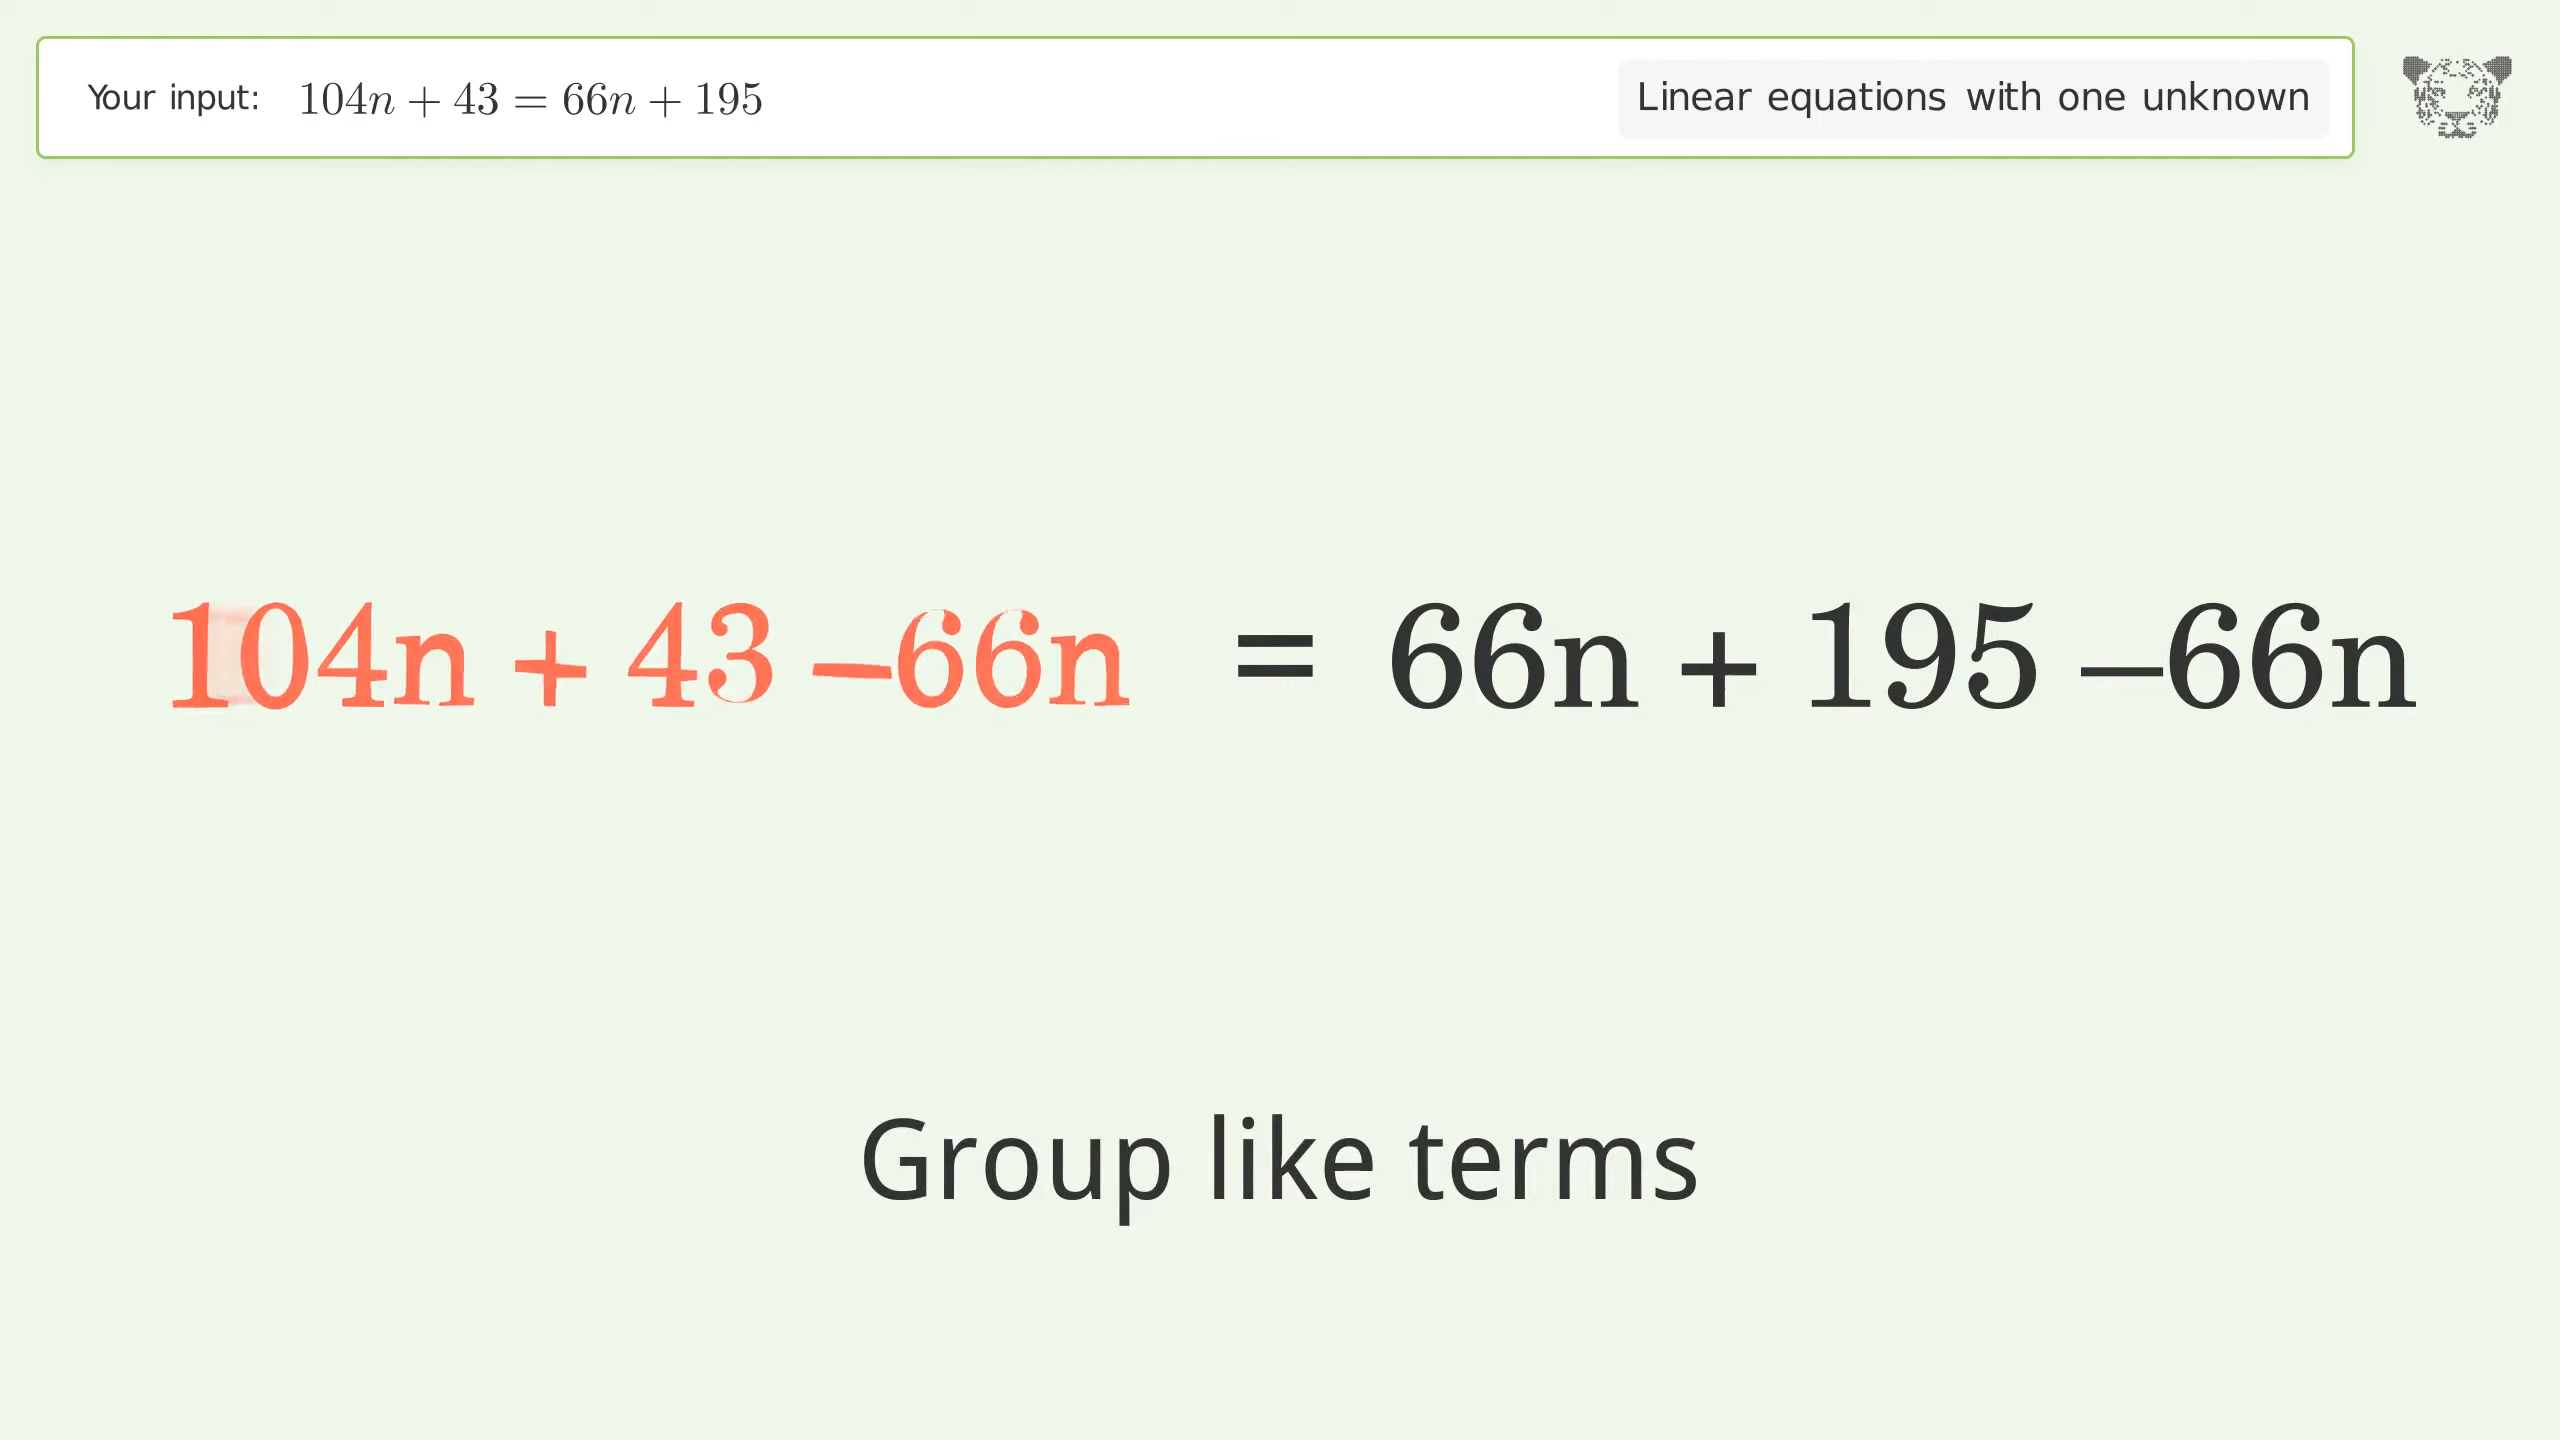 Your input: 104n + 43 = 66n + 195
Linear equations with one unknown
104n + 43 –66n = 66n + 195 –66n
Group like terms